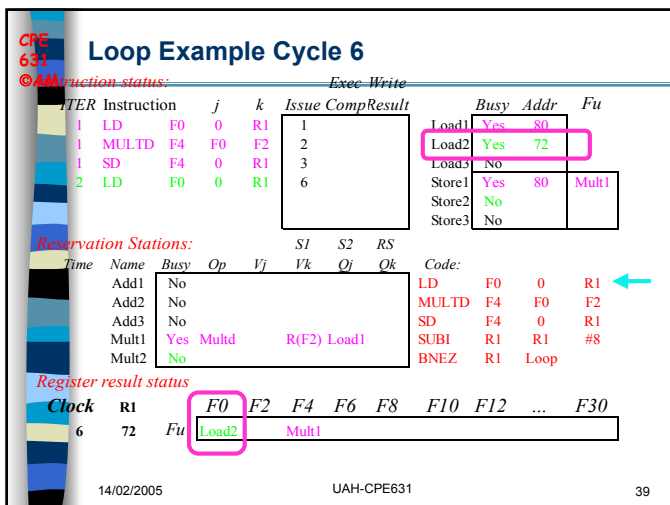 CPE
631
©AM
Loop Example Cycle 6
Instruction status: Exec Write
ITER Instruction j k Issue CompResult Busy Addr Fu
1 LD F0 0 R1 1 Load1 Yes 80
1 MULTD F4 F0 F2 2 Load2 Yes 72
1 SD F4 0 R1 3 Load3 No
2 LD F0 0 R1 6 Store1 Yes 80 Mult1
Store2 No
Store3 No
Reservation Stations: S1 S2 RS
Time Name Busy Op Vj Vk Qj Qk Code:
Add1 No LD F0 0 R1
Add2 No MULTD F4 F0 F2
Add3 No SD F4 0 R1
Mult1 Yes Multd R(F2) Load1 SUBI R1 R1 #8
Mult2 No BNEZ R1 Loop
Register result status
Clock R1 F0 F2 F4 F6 F8 F10 F12 ... F30
6 72 Fu Load2 Mult1
14/02/2005 UAH-CPE631 39